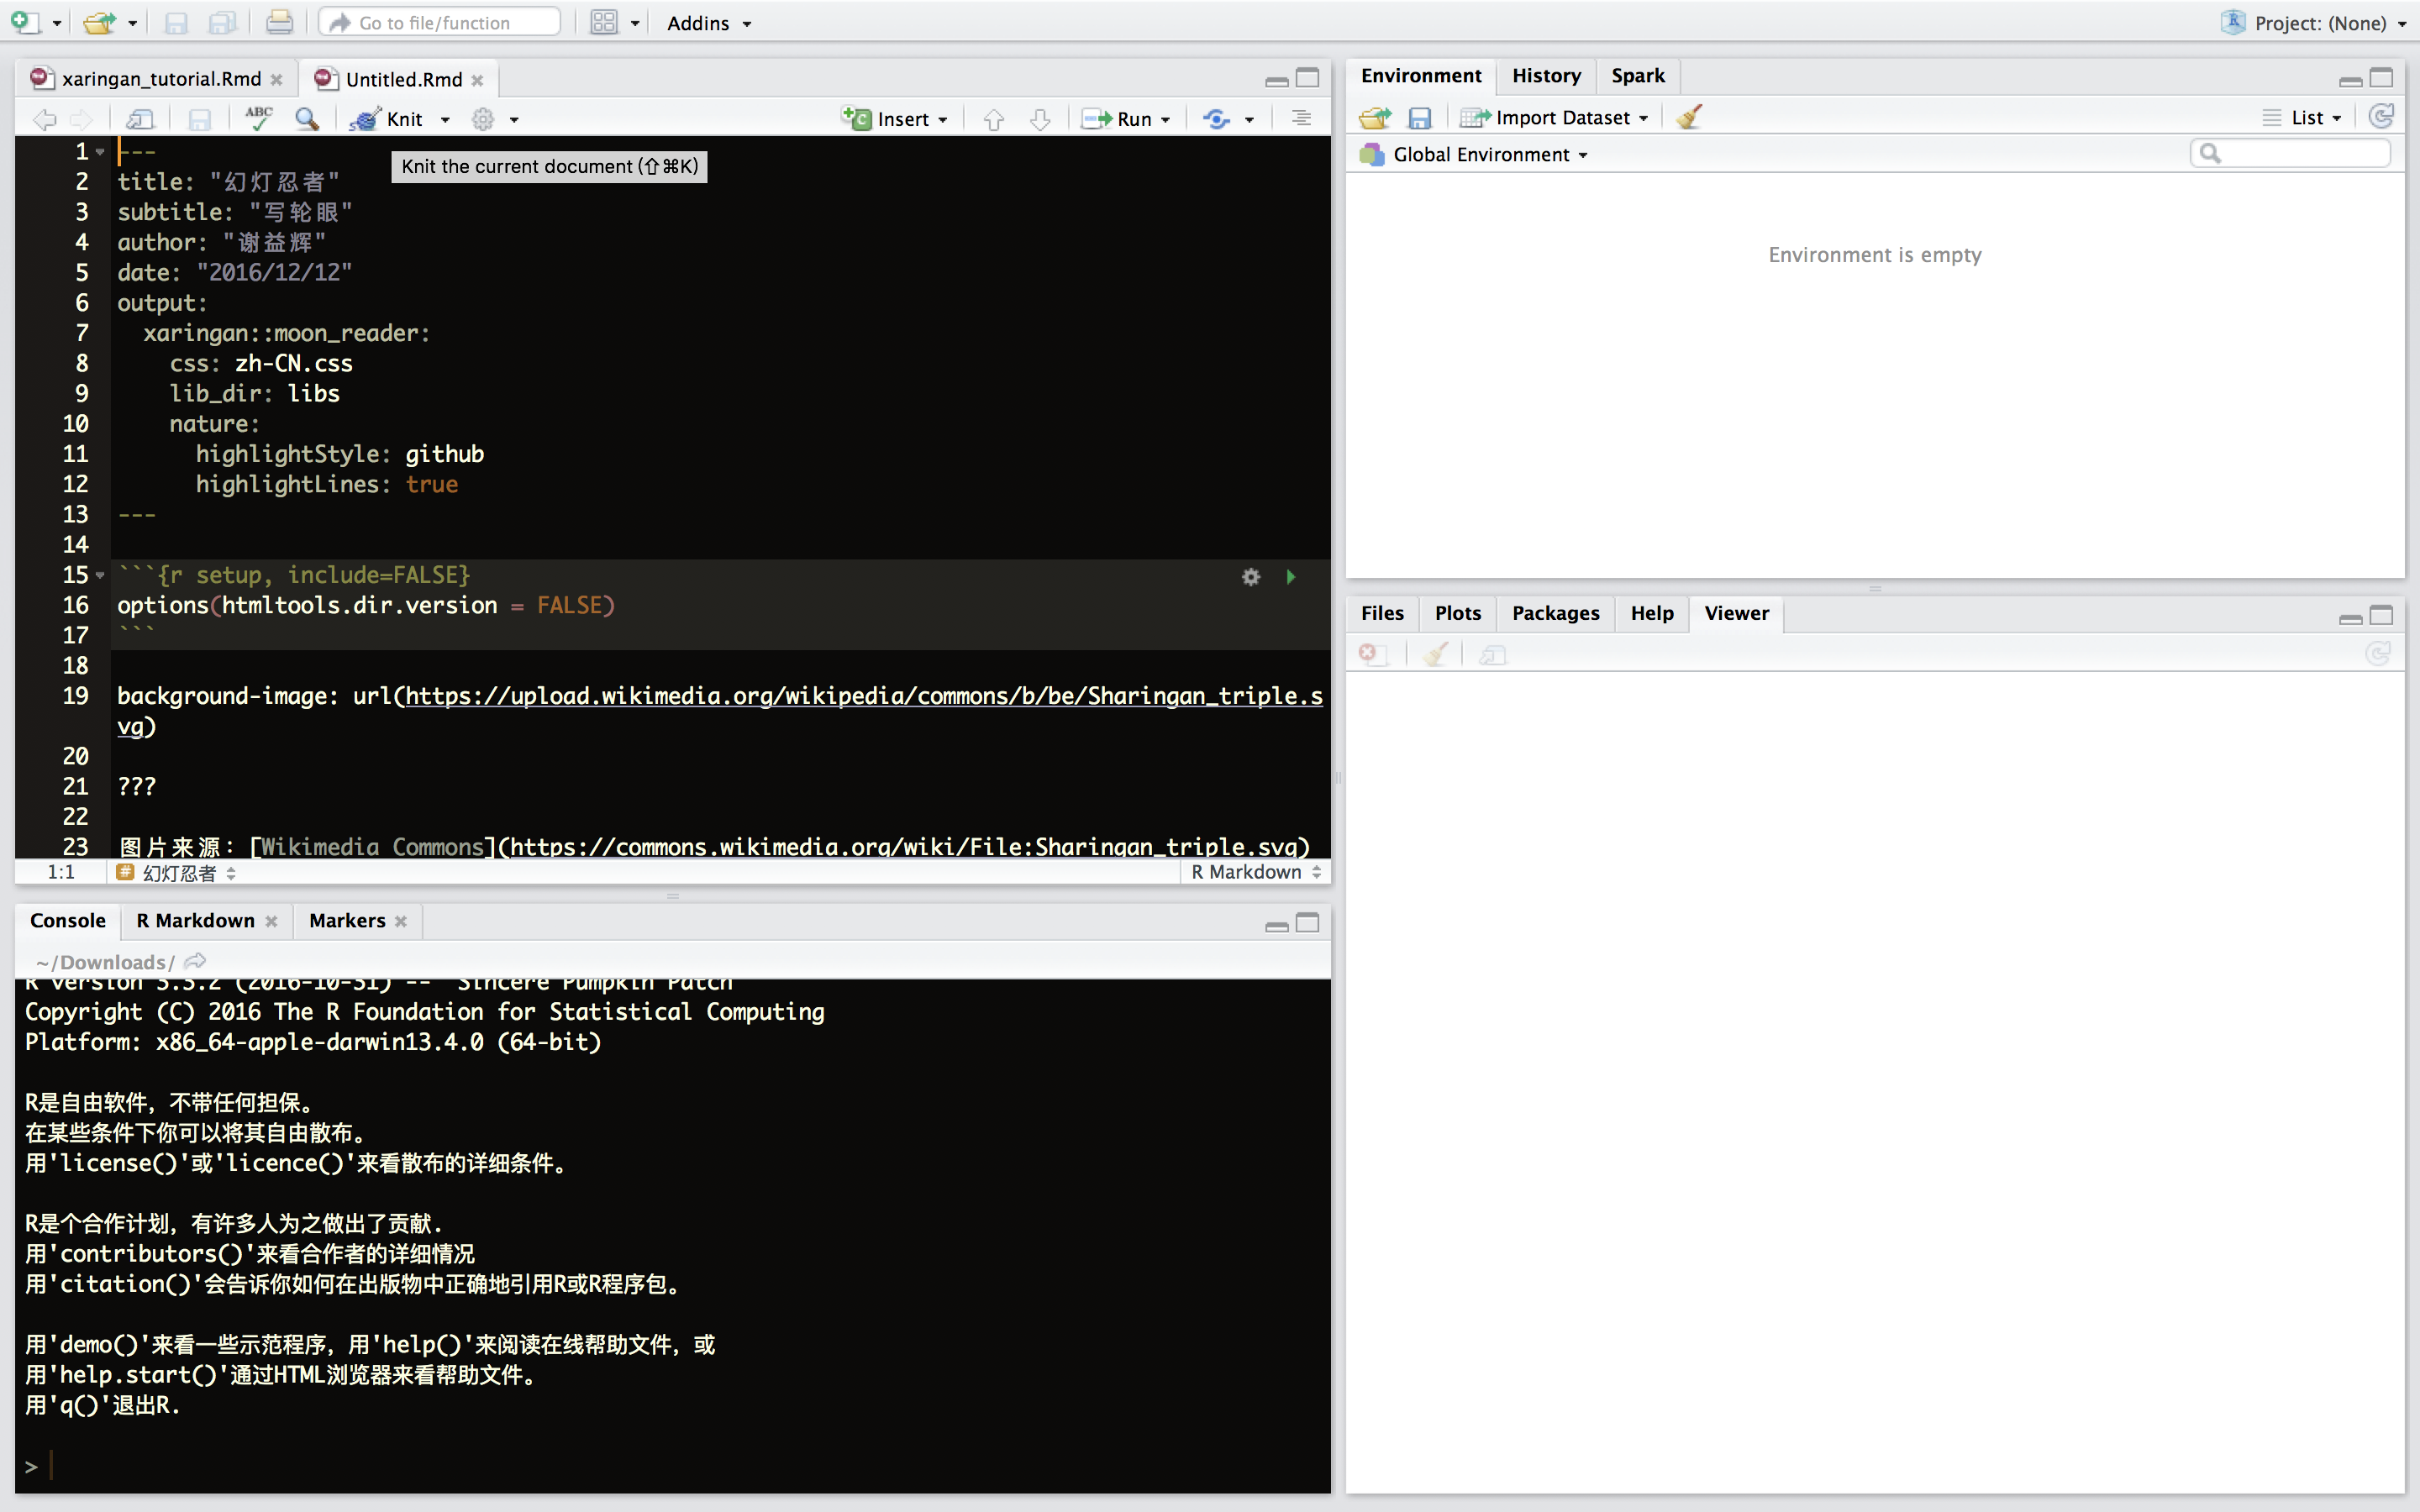 Go to file/function
Addins
Project: (None)
xaringan_tutorial.Rmd
Untitled.Rmd
ABC
Knit
Insert
Run
Knit the current document (⇧⌘K)
1 ---
2 title: "幻灯忍者"
3 subtitle: "写轮眼"
4 author: "谢益辉"
5 date: "2016/12/12"
6 output:
7   xaringan::moon_reader:
8     css: zh-CN.css
9     lib_dir: libs
10     nature:
11       highlightStyle: github
12       highlightLines: true
13 ---
14
15 ```{r setup, include=FALSE}
16 options(htmltools.dir.version = FALSE)
17 ```
18
19 background-image: url(https://upload.wikimedia.org/wikipedia/commons/b/be/Sharingan_triple.s
vg)
20
21 ???
22
23 图片来源：[Wikimedia Commons](https://commons.wikimedia.org/wiki/File:Sharingan_triple.svg)
1:1
幻灯忍者
R Markdown
Console
R Markdown
Markers
~/Downloads/
R version 3.3.2 (2016-10-31) -- "Sincere Pumpkin Patch"
Copyright (C) 2016 The R Foundation for Statistical Computing
Platform: x86_64-apple-darwin13.4.0 (64-bit)
R是自由软件，不带任何担保。
在某些条件下你可以将其自由散布。
用'license()'或'licence()'来看散布的详细条件。
R是个合作计划，有许多人为之做出了贡献.
用'contributors()'来看合作者的详细情况
用'citation()'会告诉你如何在出版物中正确地引用R或R程序包。
用'demo()'来看一些示范程序，用'help()'来阅读在线帮助文件，或
用'help.start()'通过HTML浏览器来看帮助文件。
用'q()'退出R.
>
Environment
History
Spark
Import Dataset
List
Global Environment
Environment is empty
Files
Plots
Packages
Help
Viewer